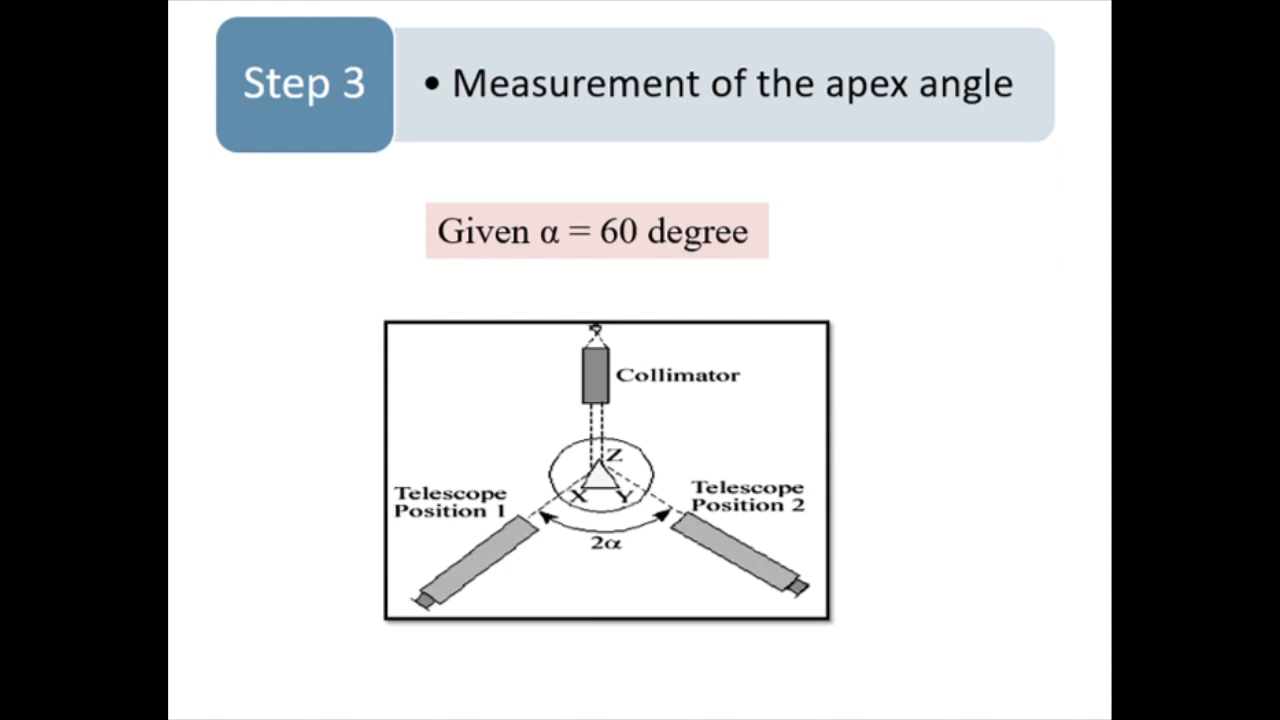 Step 3
• Measurement of the apex angle
Given α = 60 degree
Collimator
Z
X
Y
Telescope
Position 1
Telescope
Position 2
2α